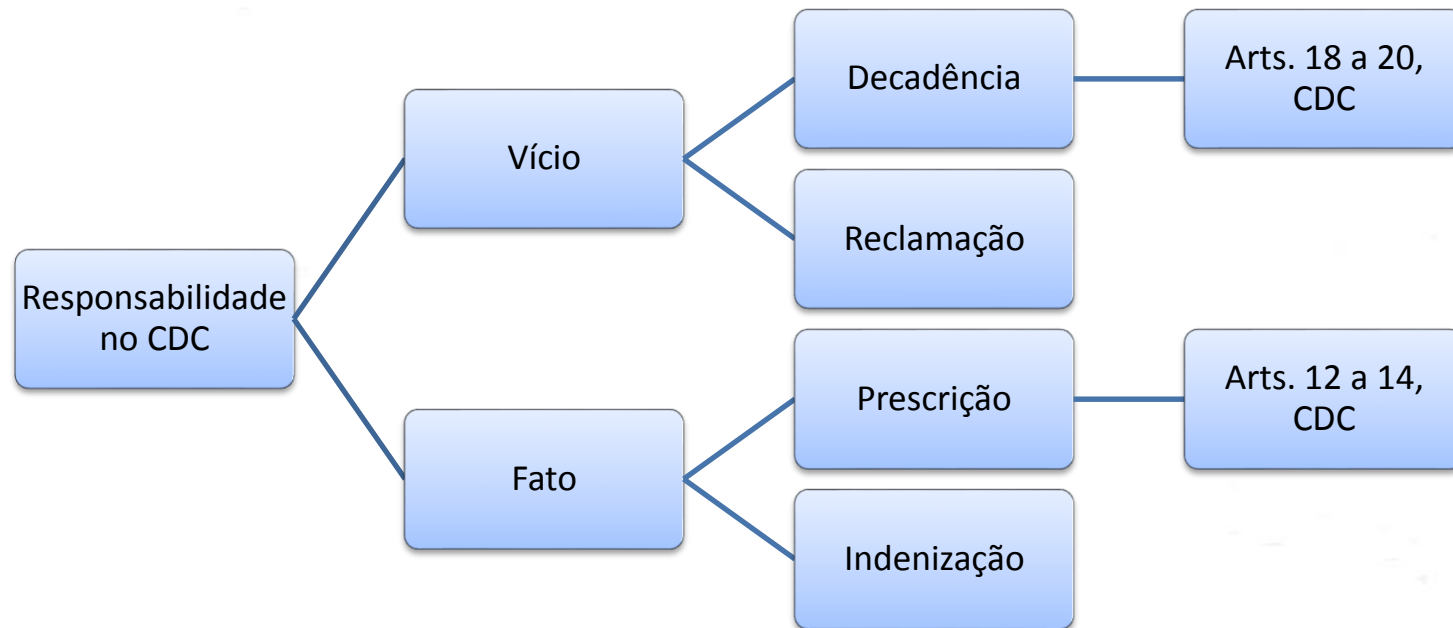 Responsabilidade
no CDC
Vício
Decadência
Arts. 18 a 20,
CDC
Reclamação
Fato
Prescrição
Arts. 12 a 14,
CDC
Indenização